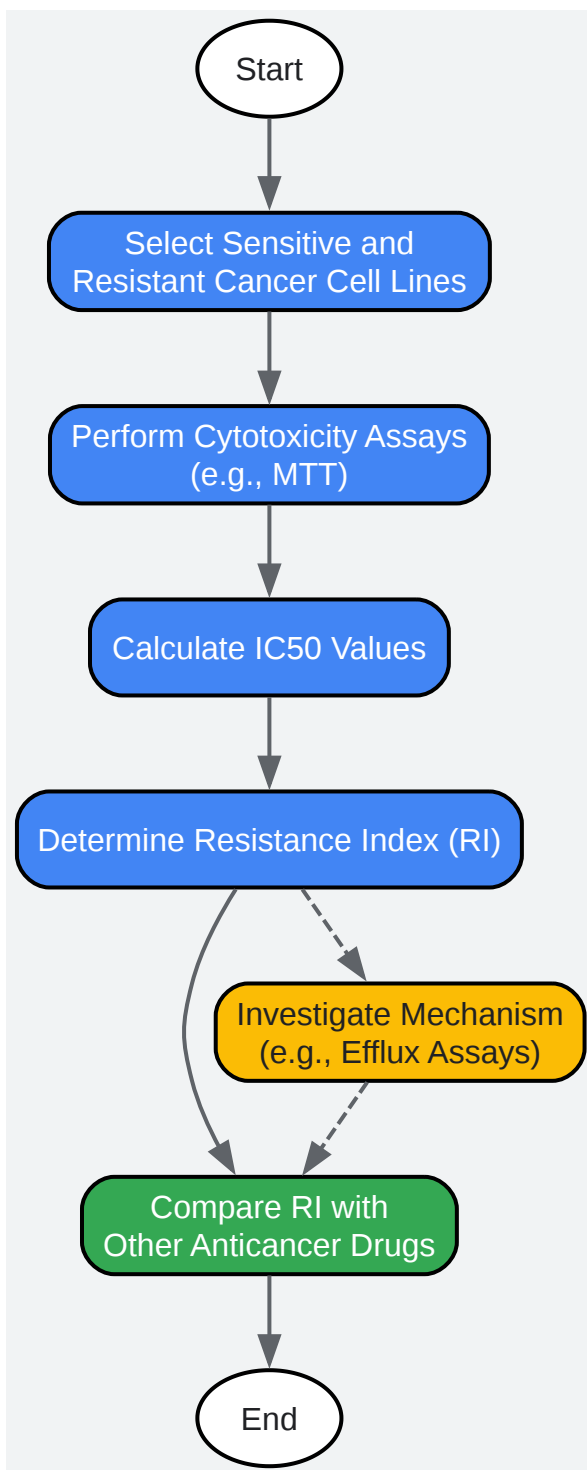 Start
Select Sensitive and
Resistant Cancer Cell Lines
Perform Cytotoxicity Assays
(e.g., MTT)
Calculate IC50 Values
Determine Resistance Index (RI)
Investigate Mechanism
(e.g., Efflux Assays)
Compare RI with
Other Anticancer Drugs
End